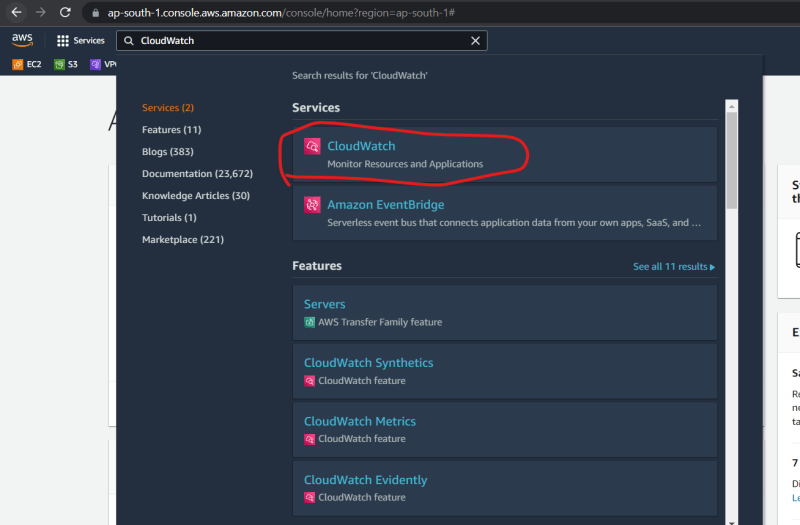 ap-south-1.console.aws.amazon.com/console/home?region=ap-south-1#
aws
Services
CloudWatch
EC2
S3
Search results for 'CloudWatch'
Services (2)
Features (11)
Blogs (383)
Documentation (23,672)
Knowledge Articles (30)
Tutorials (1)
Marketplace (221)
Services
CloudWatch
Monitor Resources and Applications
Amazon EventBridge
Serverless event bus that connects application data from your own apps, SaaS, and ...
Features
See all 11 results
Servers
AWS Transfer Family feature
CloudWatch Synthetics
CloudWatch feature
CloudWatch Metrics
CloudWatch feature
CloudWatch Evidently
CloudWatch feature
7